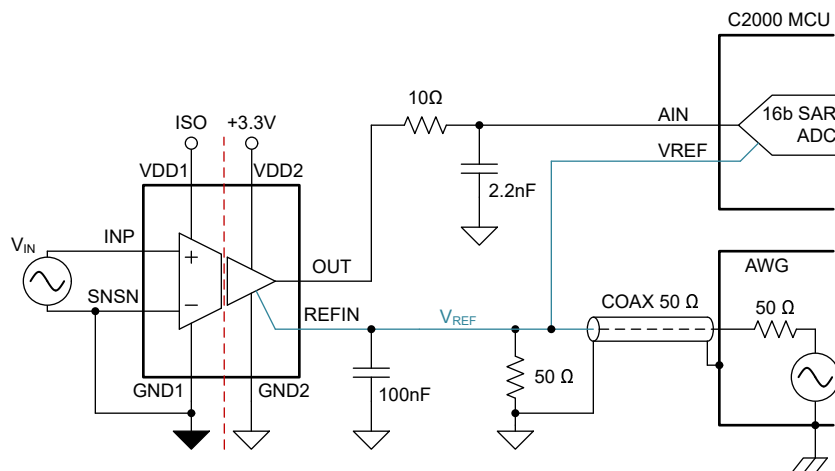 C2000 MCU
10Ω
AIN
16b SAR
ADC
ISO
+3.3V
VREF
VDD1
VDD2
2.2nF
VIN
INP
OUT
AWG
SNSN
COAX 50 Ω
50 Ω
REFIN
VREF
+
−
GND1
GND2
100nF
50 Ω